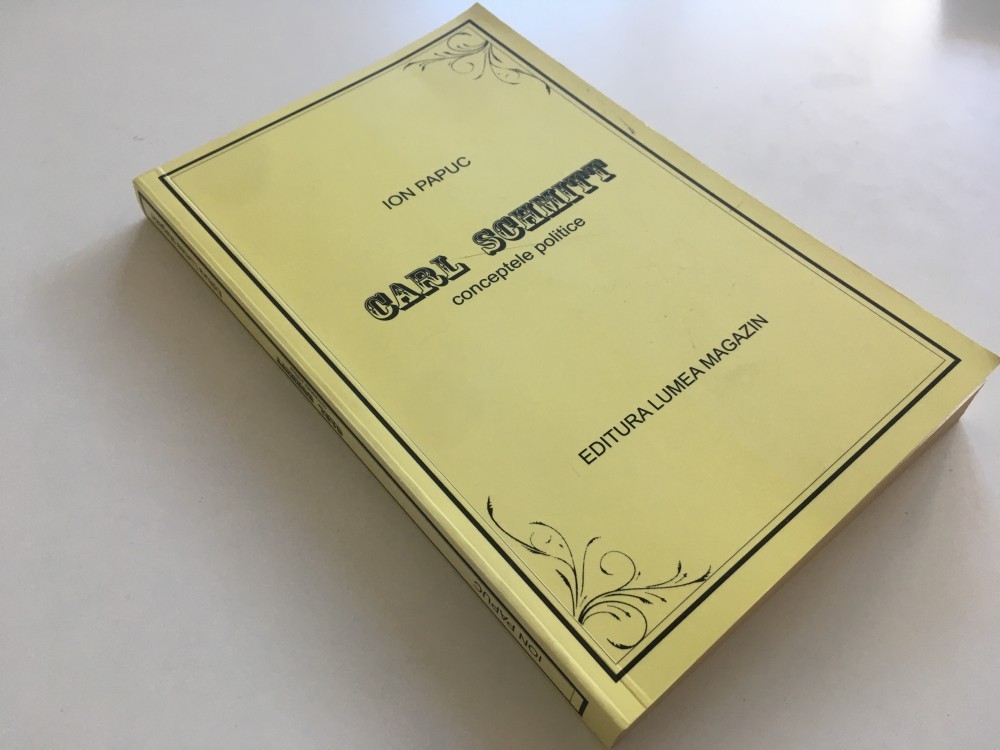 ION PAPUC
CARL SCHMITT
conceptele politice
EDITURA LUMEA MAGAZIN
ION PAPUC